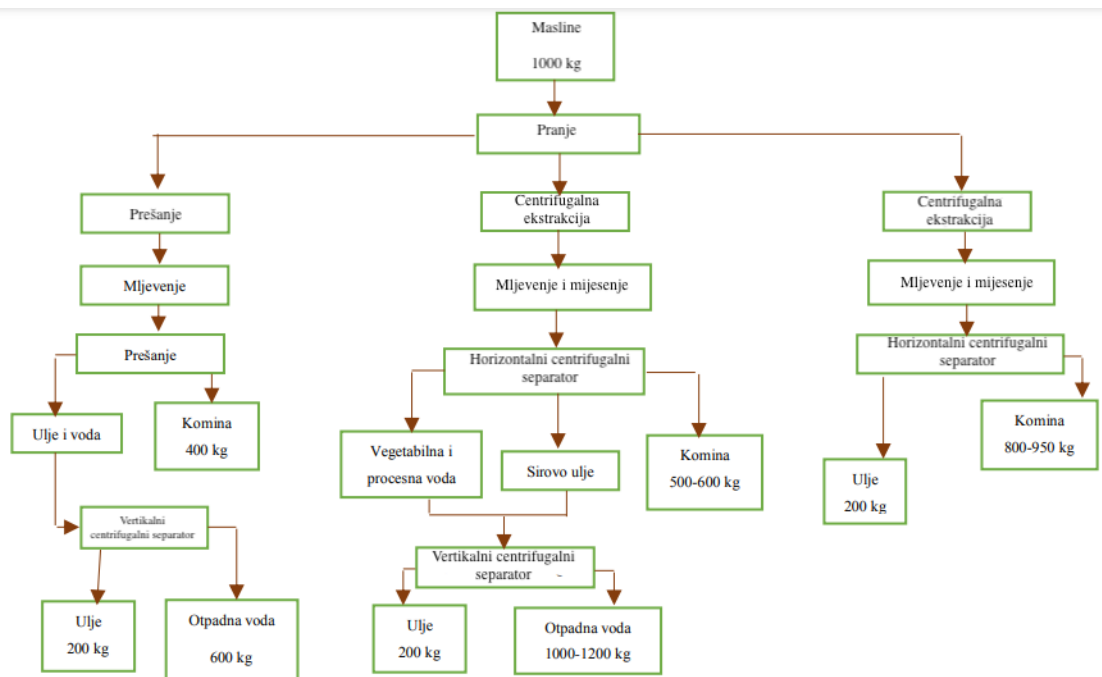 Masline
1000 kg
Pranje
Prešanje
Mljevenje
Prešanje
Ulje i voda
Komina
400 kg
Vertikalni
centrifugalni separator
Ulje
200 kg
Otpadna voda
600 kg
Centrifugalna
ekstrakcija
Mljevenje i mijesenje
Horizontalni centrifugalni
separator
Vegetabilna i
procesna voda
Sirovo ulje
Komina
500-600 kg
Vertikalni centrifugalni
separator
Ulje
200 kg
Otpadna voda
1000-1200 kg
Centrifugalna
ekstrakcija
Mljevenje i mijesenje
Horizontalni centrifugalni
separator
Ulje
200 kg
Komina
800-950 kg